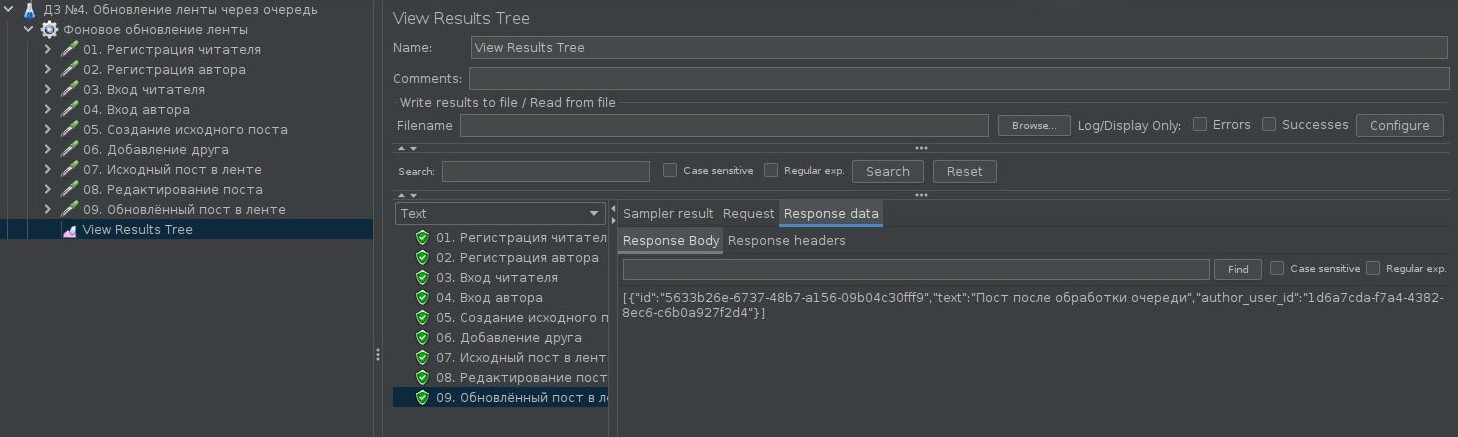 ДЗ №4. Обновление ленты через очередь
Фоновое обновление ленты
01. Регистрация читателя
02. Регистрация автора
03. Вход читателя
04. Вход автора
05. Создание исходного поста
06. Добавление друга
07. Исходный пост в ленте
08. Редактирование поста
09. Обновлённый пост в ленте
View Results Tree
View Results Tree
Name: View Results Tree
Comments:
Write results to file / Read from file
Filename Browse... Log/Display Only: Errors Successes Configure
Search: Case sensitive Regular exp. Search Reset
Text
01. Регистрация читател
02. Регистрация автора
03. Вход читателя
04. Вход автора
05. Создание исходного п
06. Добавление друга
07. Исходный пост в лент
08. Редактирование пост
09. Обновлённый пост в ле
Sampler result Request Response data
Response Body Response headers
Find Case sensitive Regular exp.
[{"id":"5633b26e-6737-48b7-a156-09b04c30fff9","text":"Пост после обработки очереди","author_user_id":"1d6a7cda-f7a4-4382-
8ec6-c6b0a927f2d4"}]